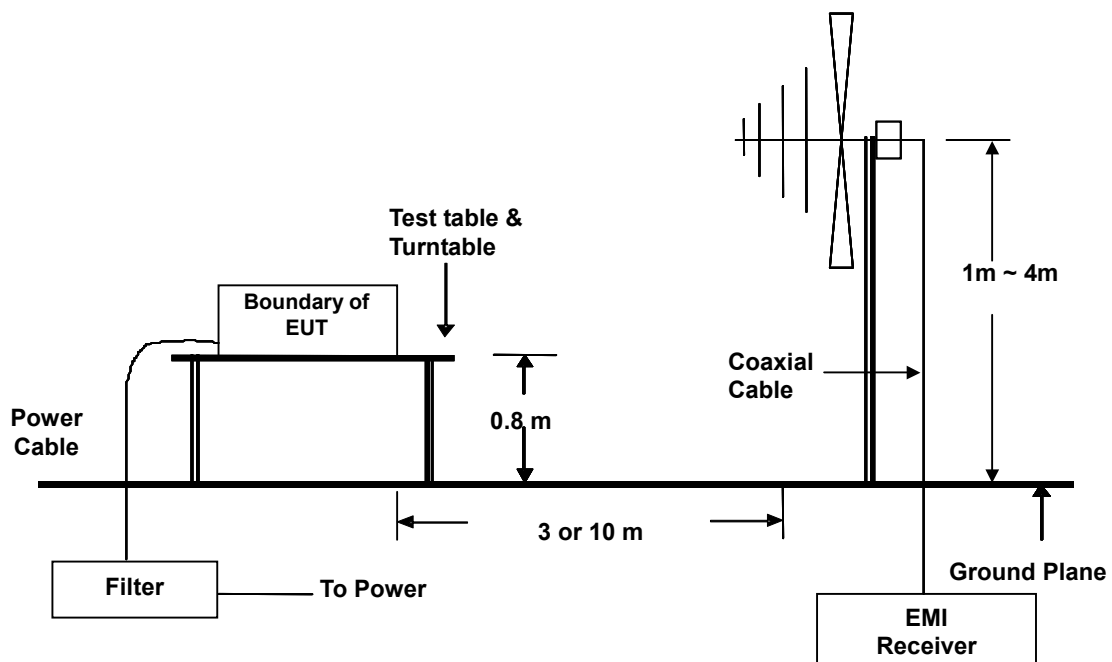 Test table &
Turntable
Boundary of
EUT
1m ~ 4m
Coaxial
Cable
0.8 m
Power
Cable
3 or 10 m
Filter
To Power
Ground Plane
EMI
Receiver